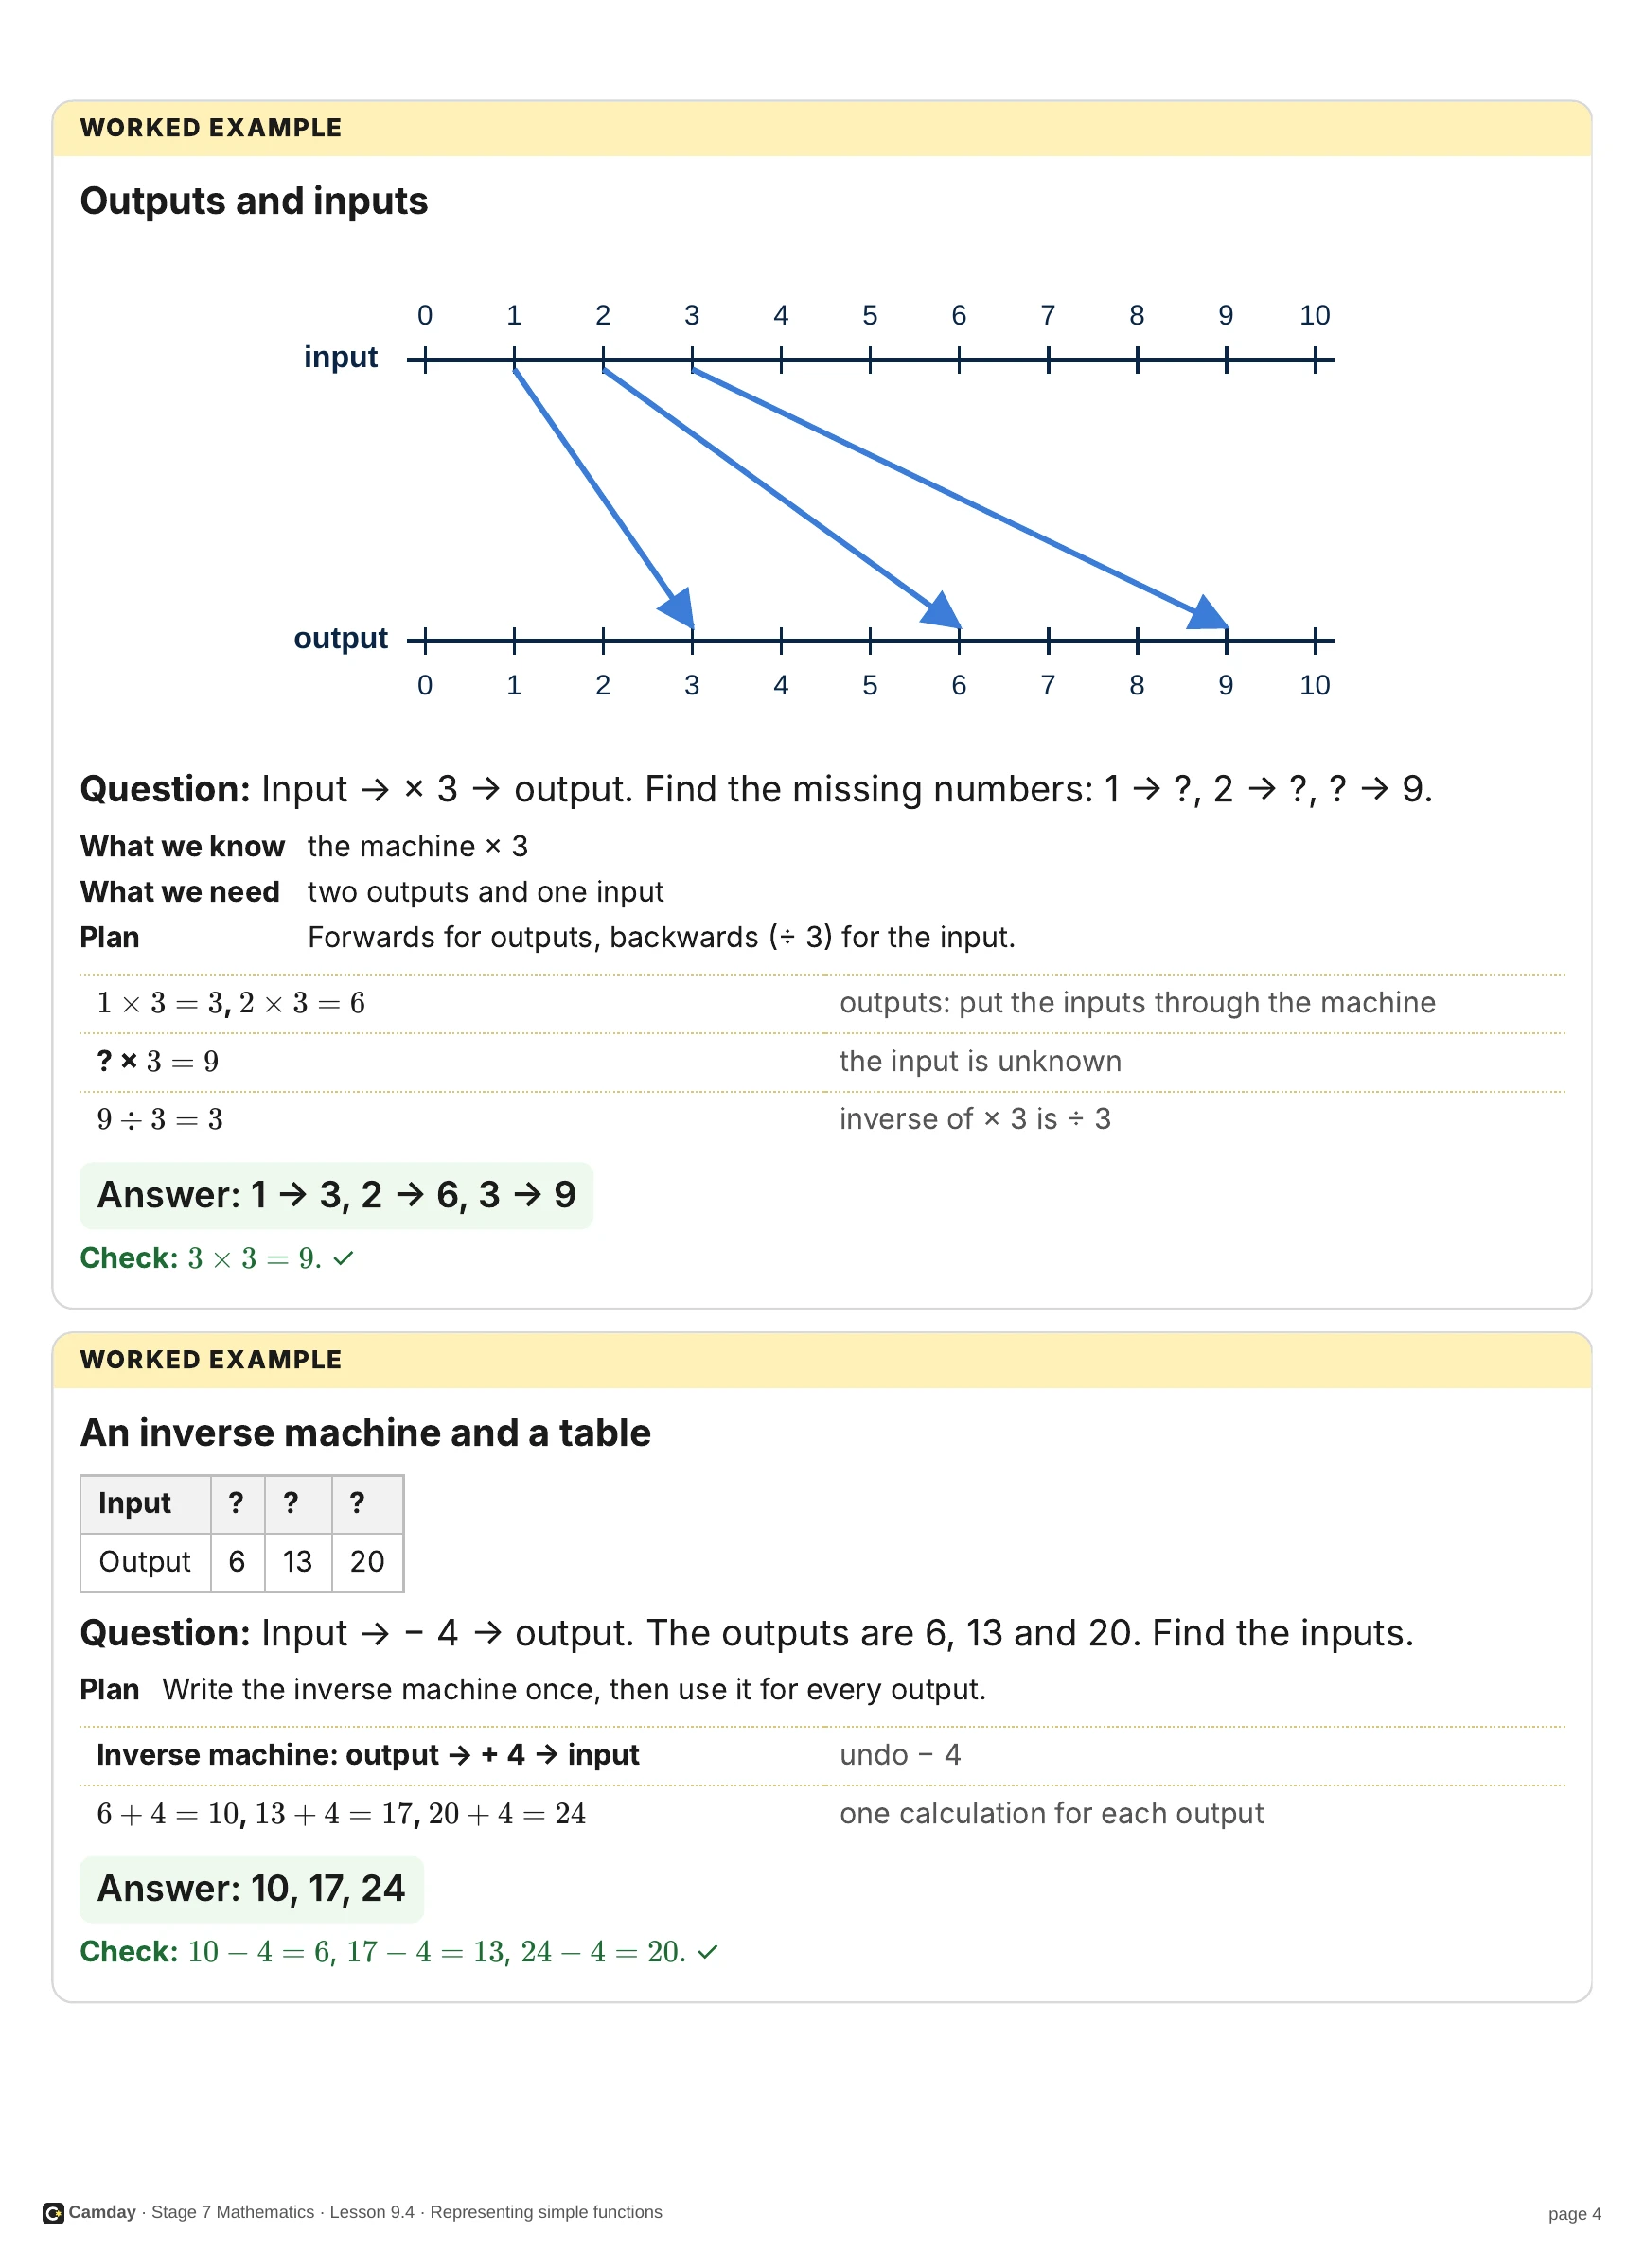 WORKED EXAMPLE
Outputs and inputs
0 1 2 3 4 5 6 7 8 9 10
input
output
0 1 2 3 4 5 6 7 8 9 10
Question: Input → × 3 → output. Find the missing numbers: 1 → ?, 2 → ?, ? → 9.
What we know the machine × 3
What we need two outputs and one input
Plan Forwards for outputs, backwards (÷ 3) for the input.
1 × 3 = 3, 2 × 3 = 6 outputs: put the inputs through the machine
? × 3 = 9 the input is unknown
9 ÷ 3 = 3 inverse of × 3 is ÷ 3
Answer: 1 → 3, 2 → 6, 3 → 9
Check: 3 × 3 = 9. ✓
WORKED EXAMPLE
An inverse machine and a table
Input ? ? ?
Output 6 13 20
Question: Input → − 4 → output. The outputs are 6, 13 and 20. Find the inputs.
Plan Write the inverse machine once, then use it for every output.
Inverse machine: output → + 4 → input undo − 4
6 + 4 = 10, 13 + 4 = 17, 20 + 4 = 24 one calculation for each output
Answer: 10, 17, 24
Check: 10 − 4 = 6, 17 − 4 = 13, 24 − 4 = 20. ✓
Camday · Stage 7 Mathematics · Lesson 9.4 · Representing simple functions page 4